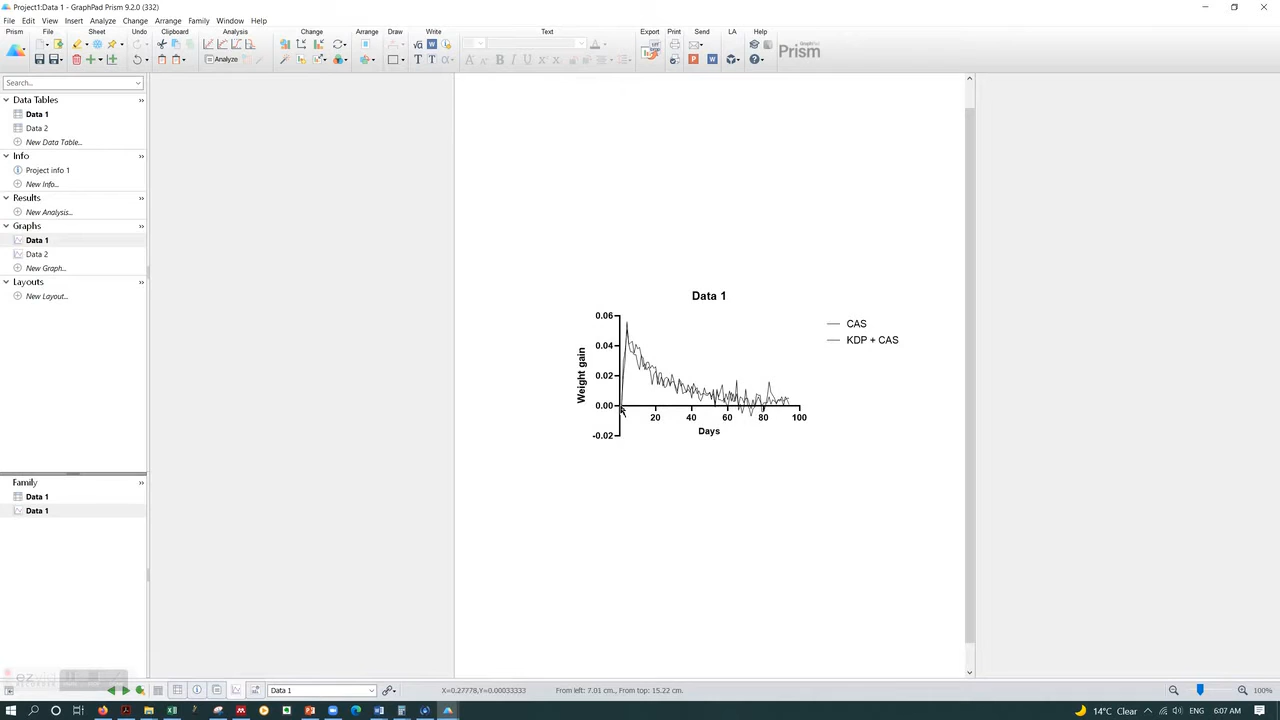 Project1:Data 1 - GraphPad Prism 9.2.0 (332)
File Edit View Insert Analyze Change Arrange Family Window Help
Prism File Sheet Undo Clipboard Analysis Change Arrange Draw Write Text Export Print Send LA Help
Analyze
GraphPad
Prism
Search...
Data Tables
Data 1
Data 2
New Data Table...
Info
Project info 1
New Info...
Results
New Analysis...
Graphs
Data 1
Data 2
New Graph...
Layouts
New Layout...
Family
Data 1
Data 1
Data 1
0.06
0.04
0.02
0.00
-0.02
Weight gain
20 40 60 80 100
Days
CAS
KDP + CAS
Data 1
X=0.27778,Y=0.00033333
From left: 7.01 cm., From top: 15.22 cm.
100%
14°C Clear
6:07 AM